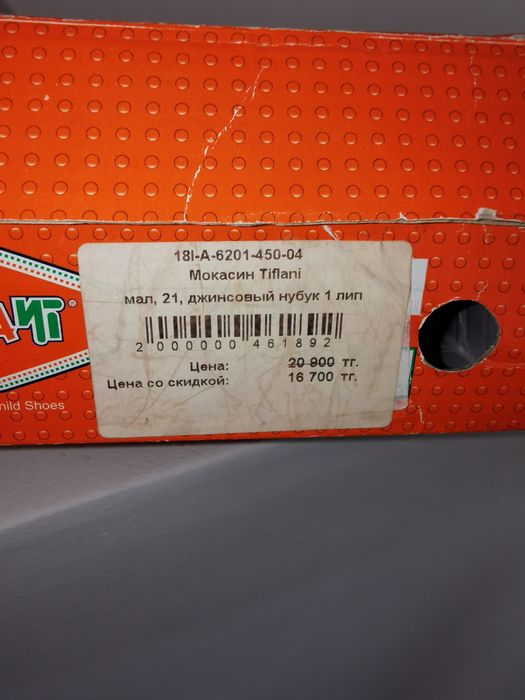 18I-A-6201-450-04
Мокасин Tiflani
мал, 21, джинсовый нубук 1 лип
2 000000 461892
Цена: 20 900 тг.
Цена со скидкой: 16 700 тг.
Shoes